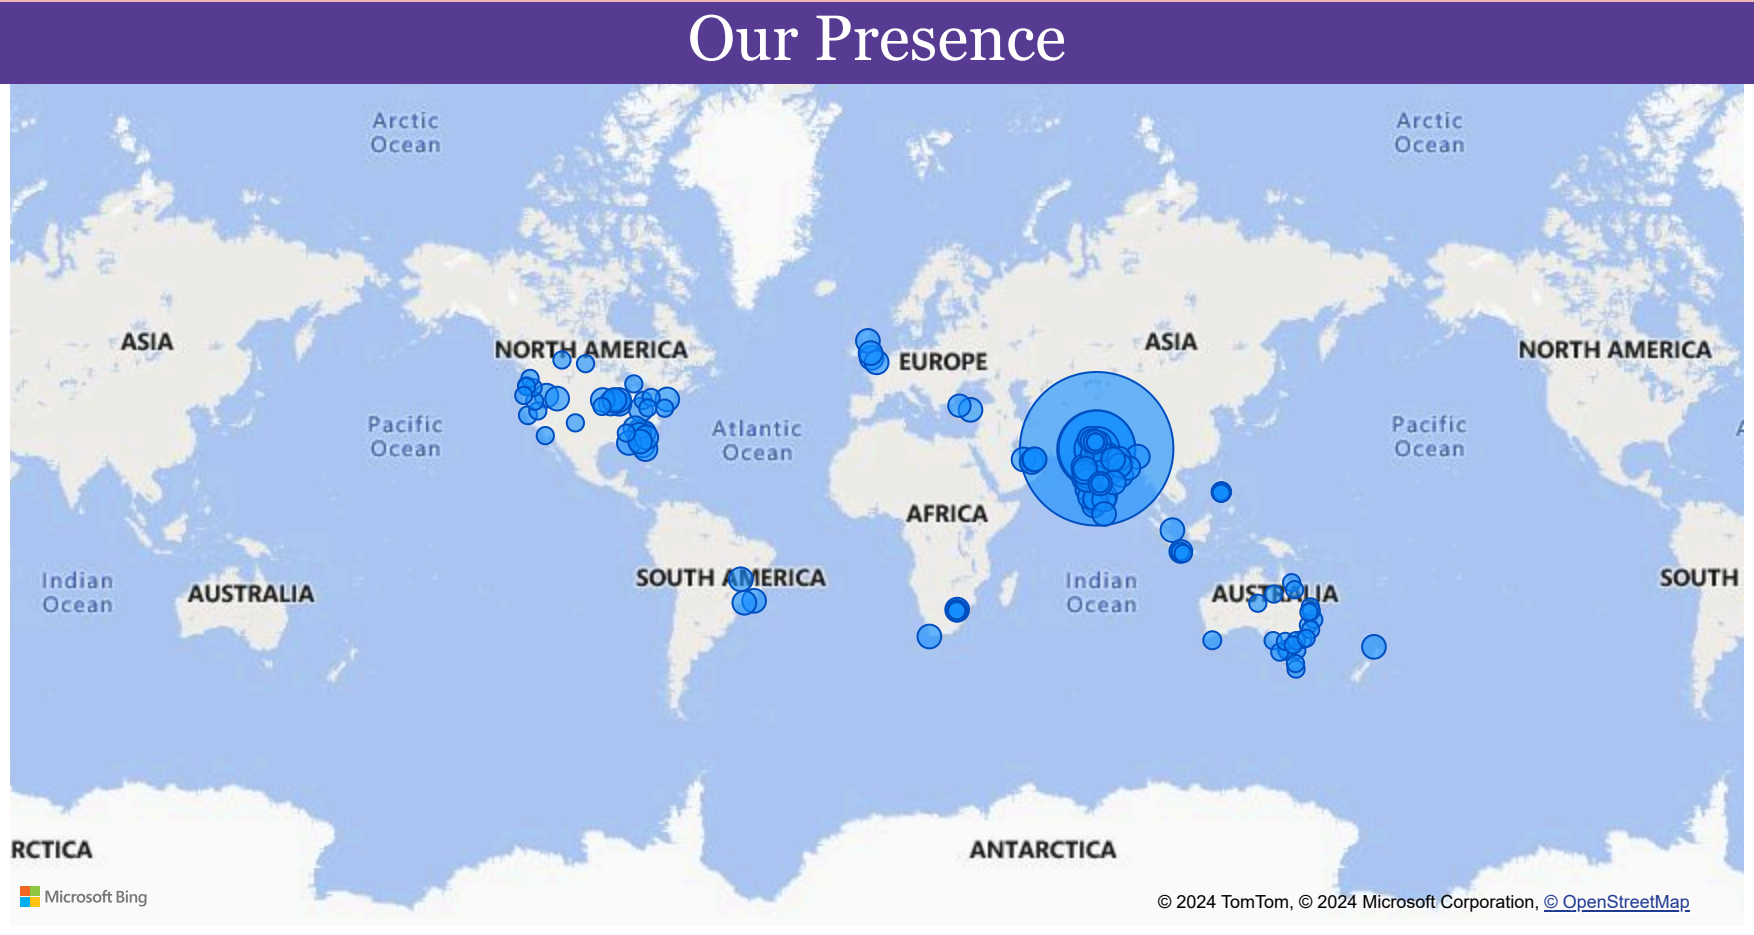 Our Presence
Arctic
Ocean
Arctic
Ocean
ASIA
NORTH AMERICA
EUROPE
ASIA
NORTH AMERICA
Pacific
Ocean
Atlantic
Ocean
Pacific
Ocean
A
AFRICA
Indian
Ocean
AUSTRALIA
SOUTH AMERICA
Indian
Ocean
AUSTRALIA
SOUTH
RCTICA
ANTARCTICA
Microsoft Bing
© 2024 TomTom, © 2024 Microsoft Corporation, © OpenStreetMap